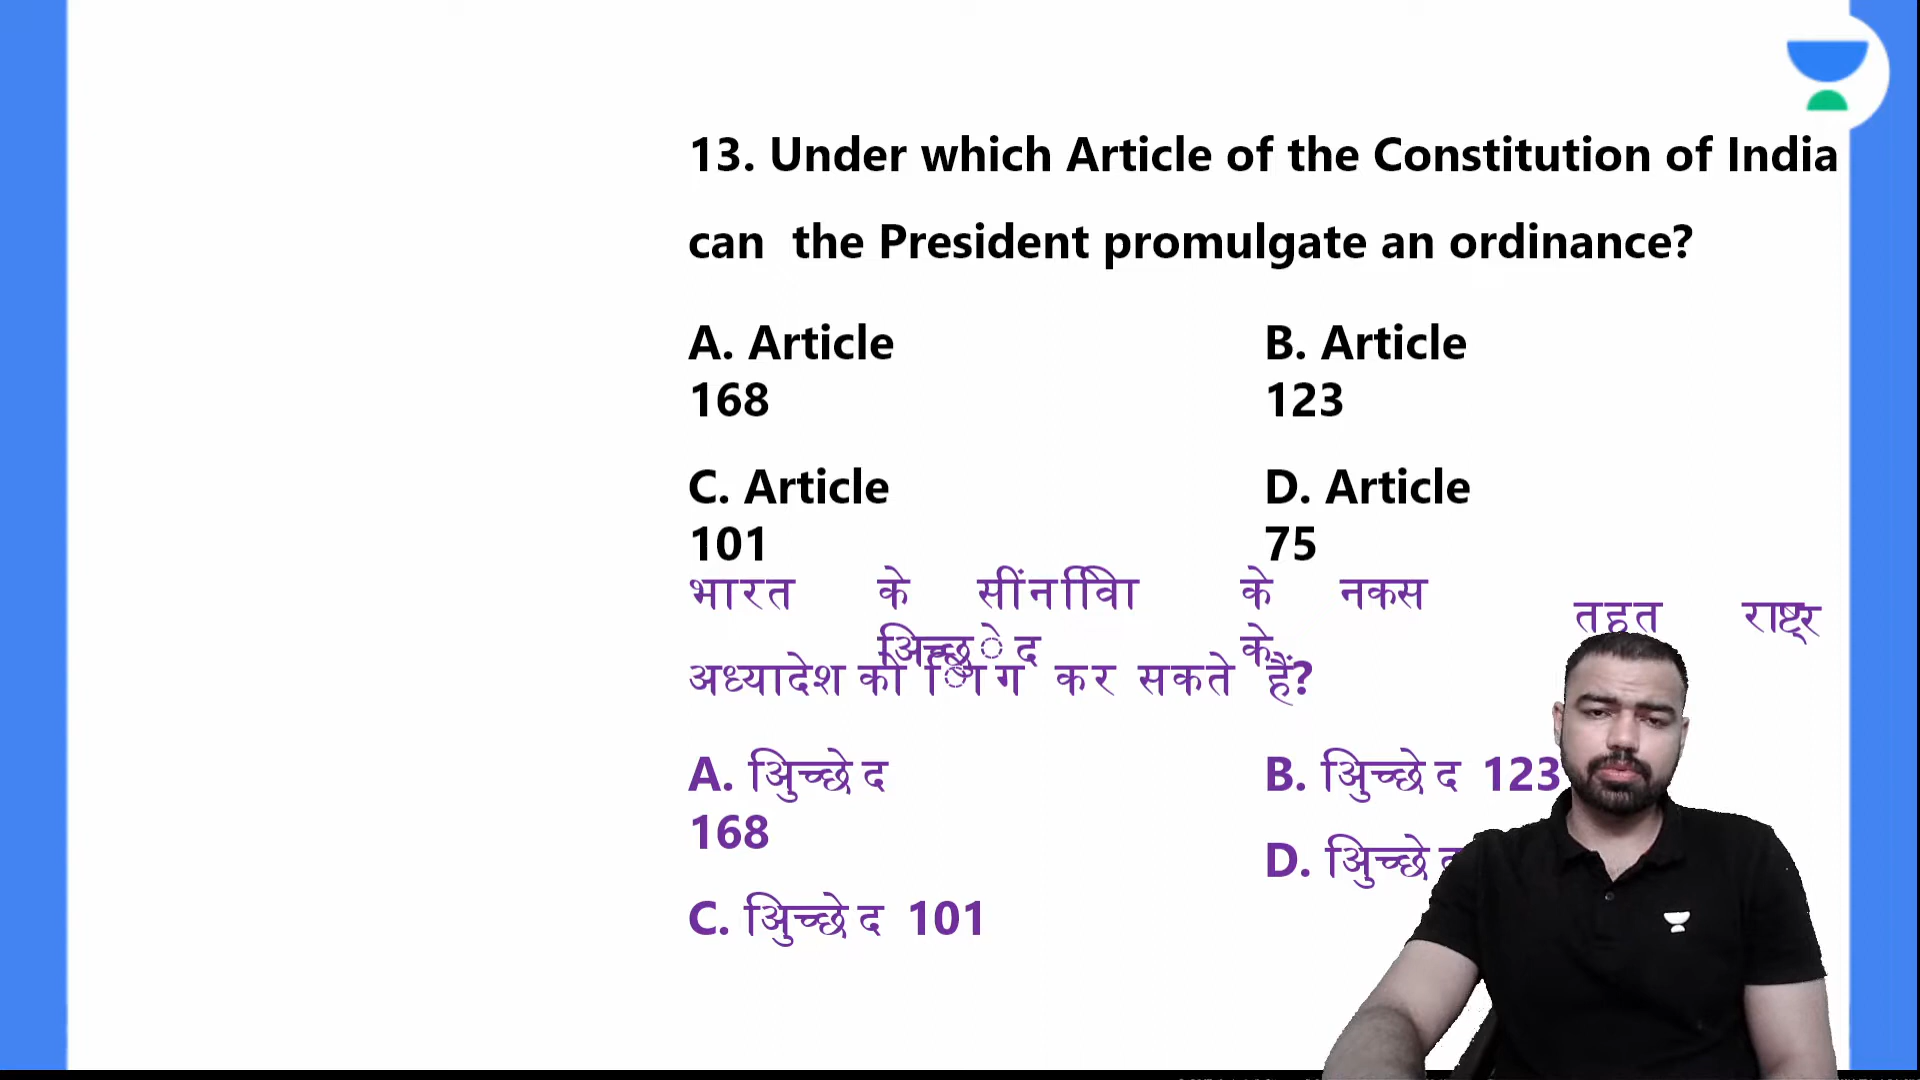 13. Under which Article of the Constitution of India
can the President promulgate an ordinance?
A. Article 168
B. Article 123
C. Article 101
D. Article 75
भारत के के नकस तहत राष्ट्र
के
अध्यादेश को कर सकते हैं?
A. अिुच्छेद 168
B. अिुच्छेद 123
C. अिुच्छेद 101
D.